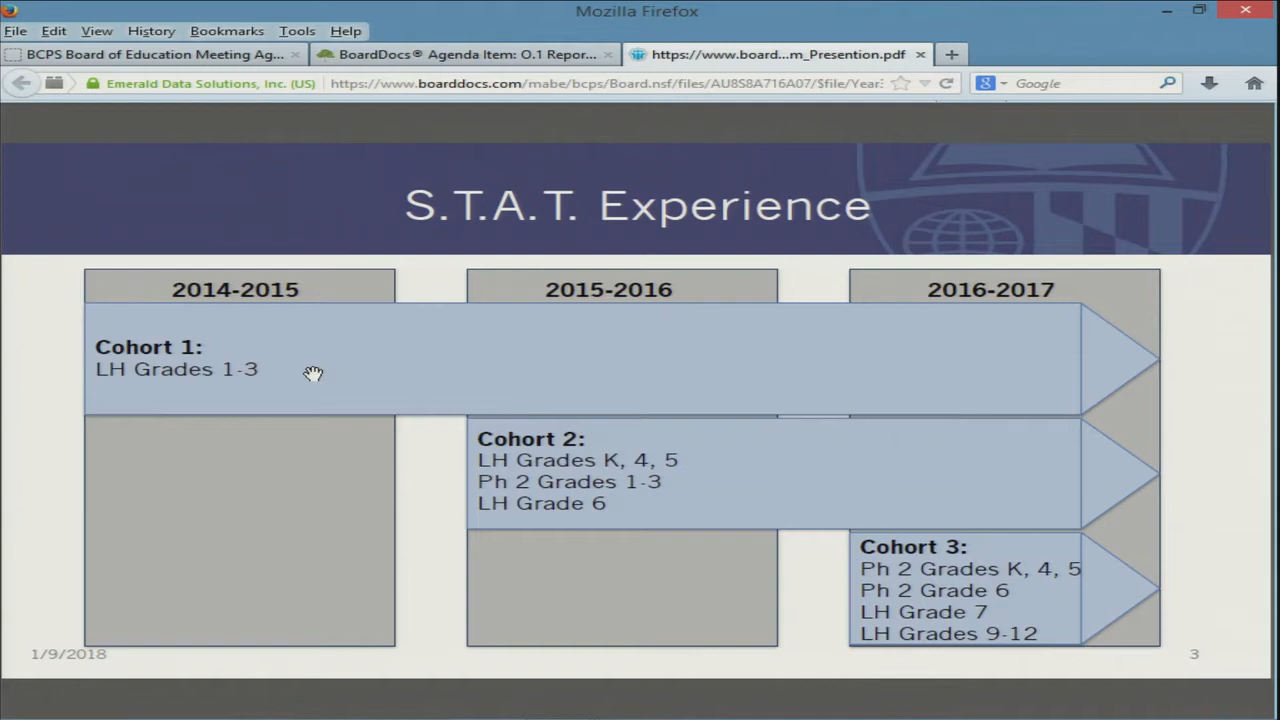 Mozilla Firefox
File Edit View History Bookmarks Tools Help
BCPS Board of Education Meeting Ag...
BoardDocs® Agenda Item: O.1 Repor...
https://www.board...m_Presention.pdf
Emerald Data Solutions, Inc. (US)
https://www.boarddocs.com/mabe/bcps/Board.nsf/files/AU8S8A716A07/$file/Year:
Google
S.T.A.T. Experience
2014-2015
2015-2016
2016-2017
Cohort 1:
LH Grades 1-3
Cohort 2:
LH Grades K, 4, 5
Ph 2 Grades 1-3
LH Grade 6
Cohort 3:
Ph 2 Grades K, 4, 5
Ph 2 Grade 6
LH Grade 7
LH Grades 9-12
1/9/2018
3